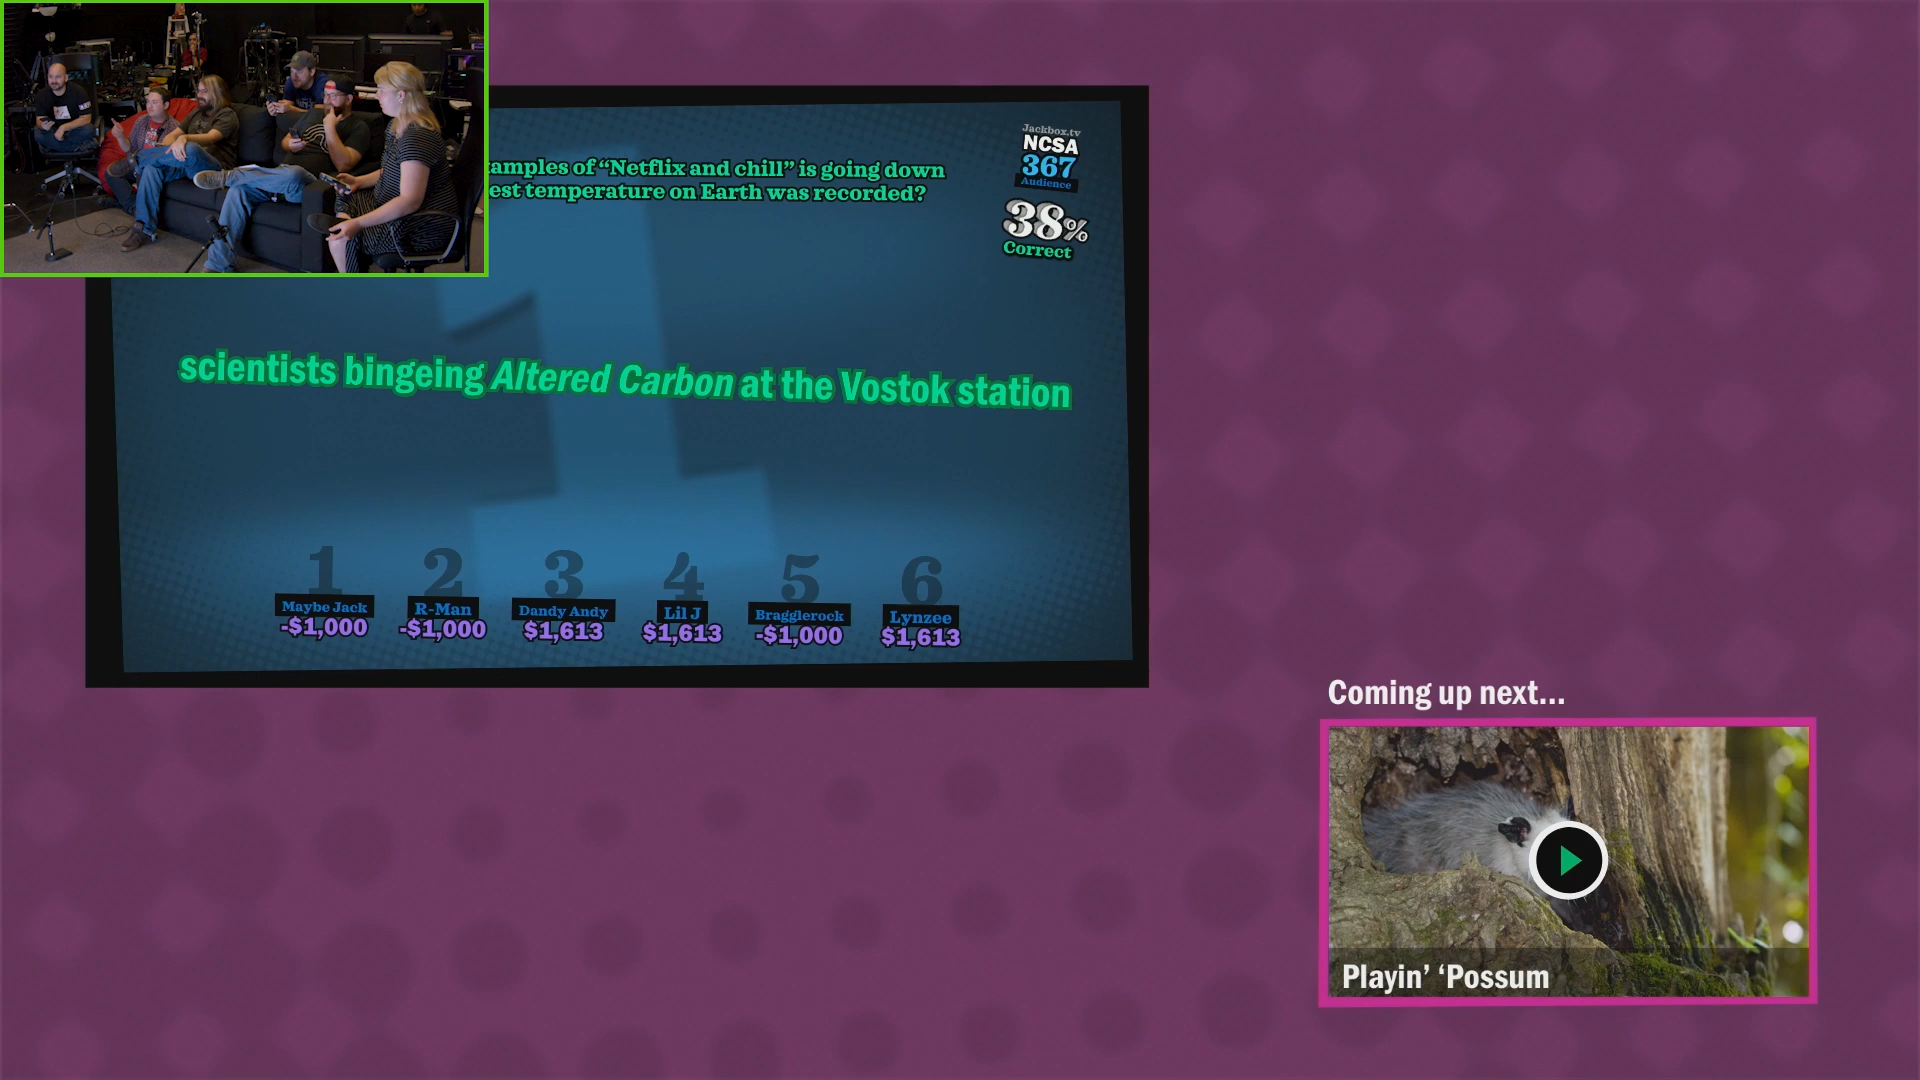 amples of “Netflix and chill” is going down
est temperature on Earth was recorded?
Jackbox.tv
NCSA
367
Audience
38%
Correct
scientists bingeing Altered Carbon at the Vostok station
1 2 3 4 5 6
Maybe Jack R-Man Dandy Andy Lil J Bragglerock Lynzee
-$1,000 -$1,000 $1,613 $1,613 -$1,000 $1,613
Coming up next...
Playin’ ‘Possum